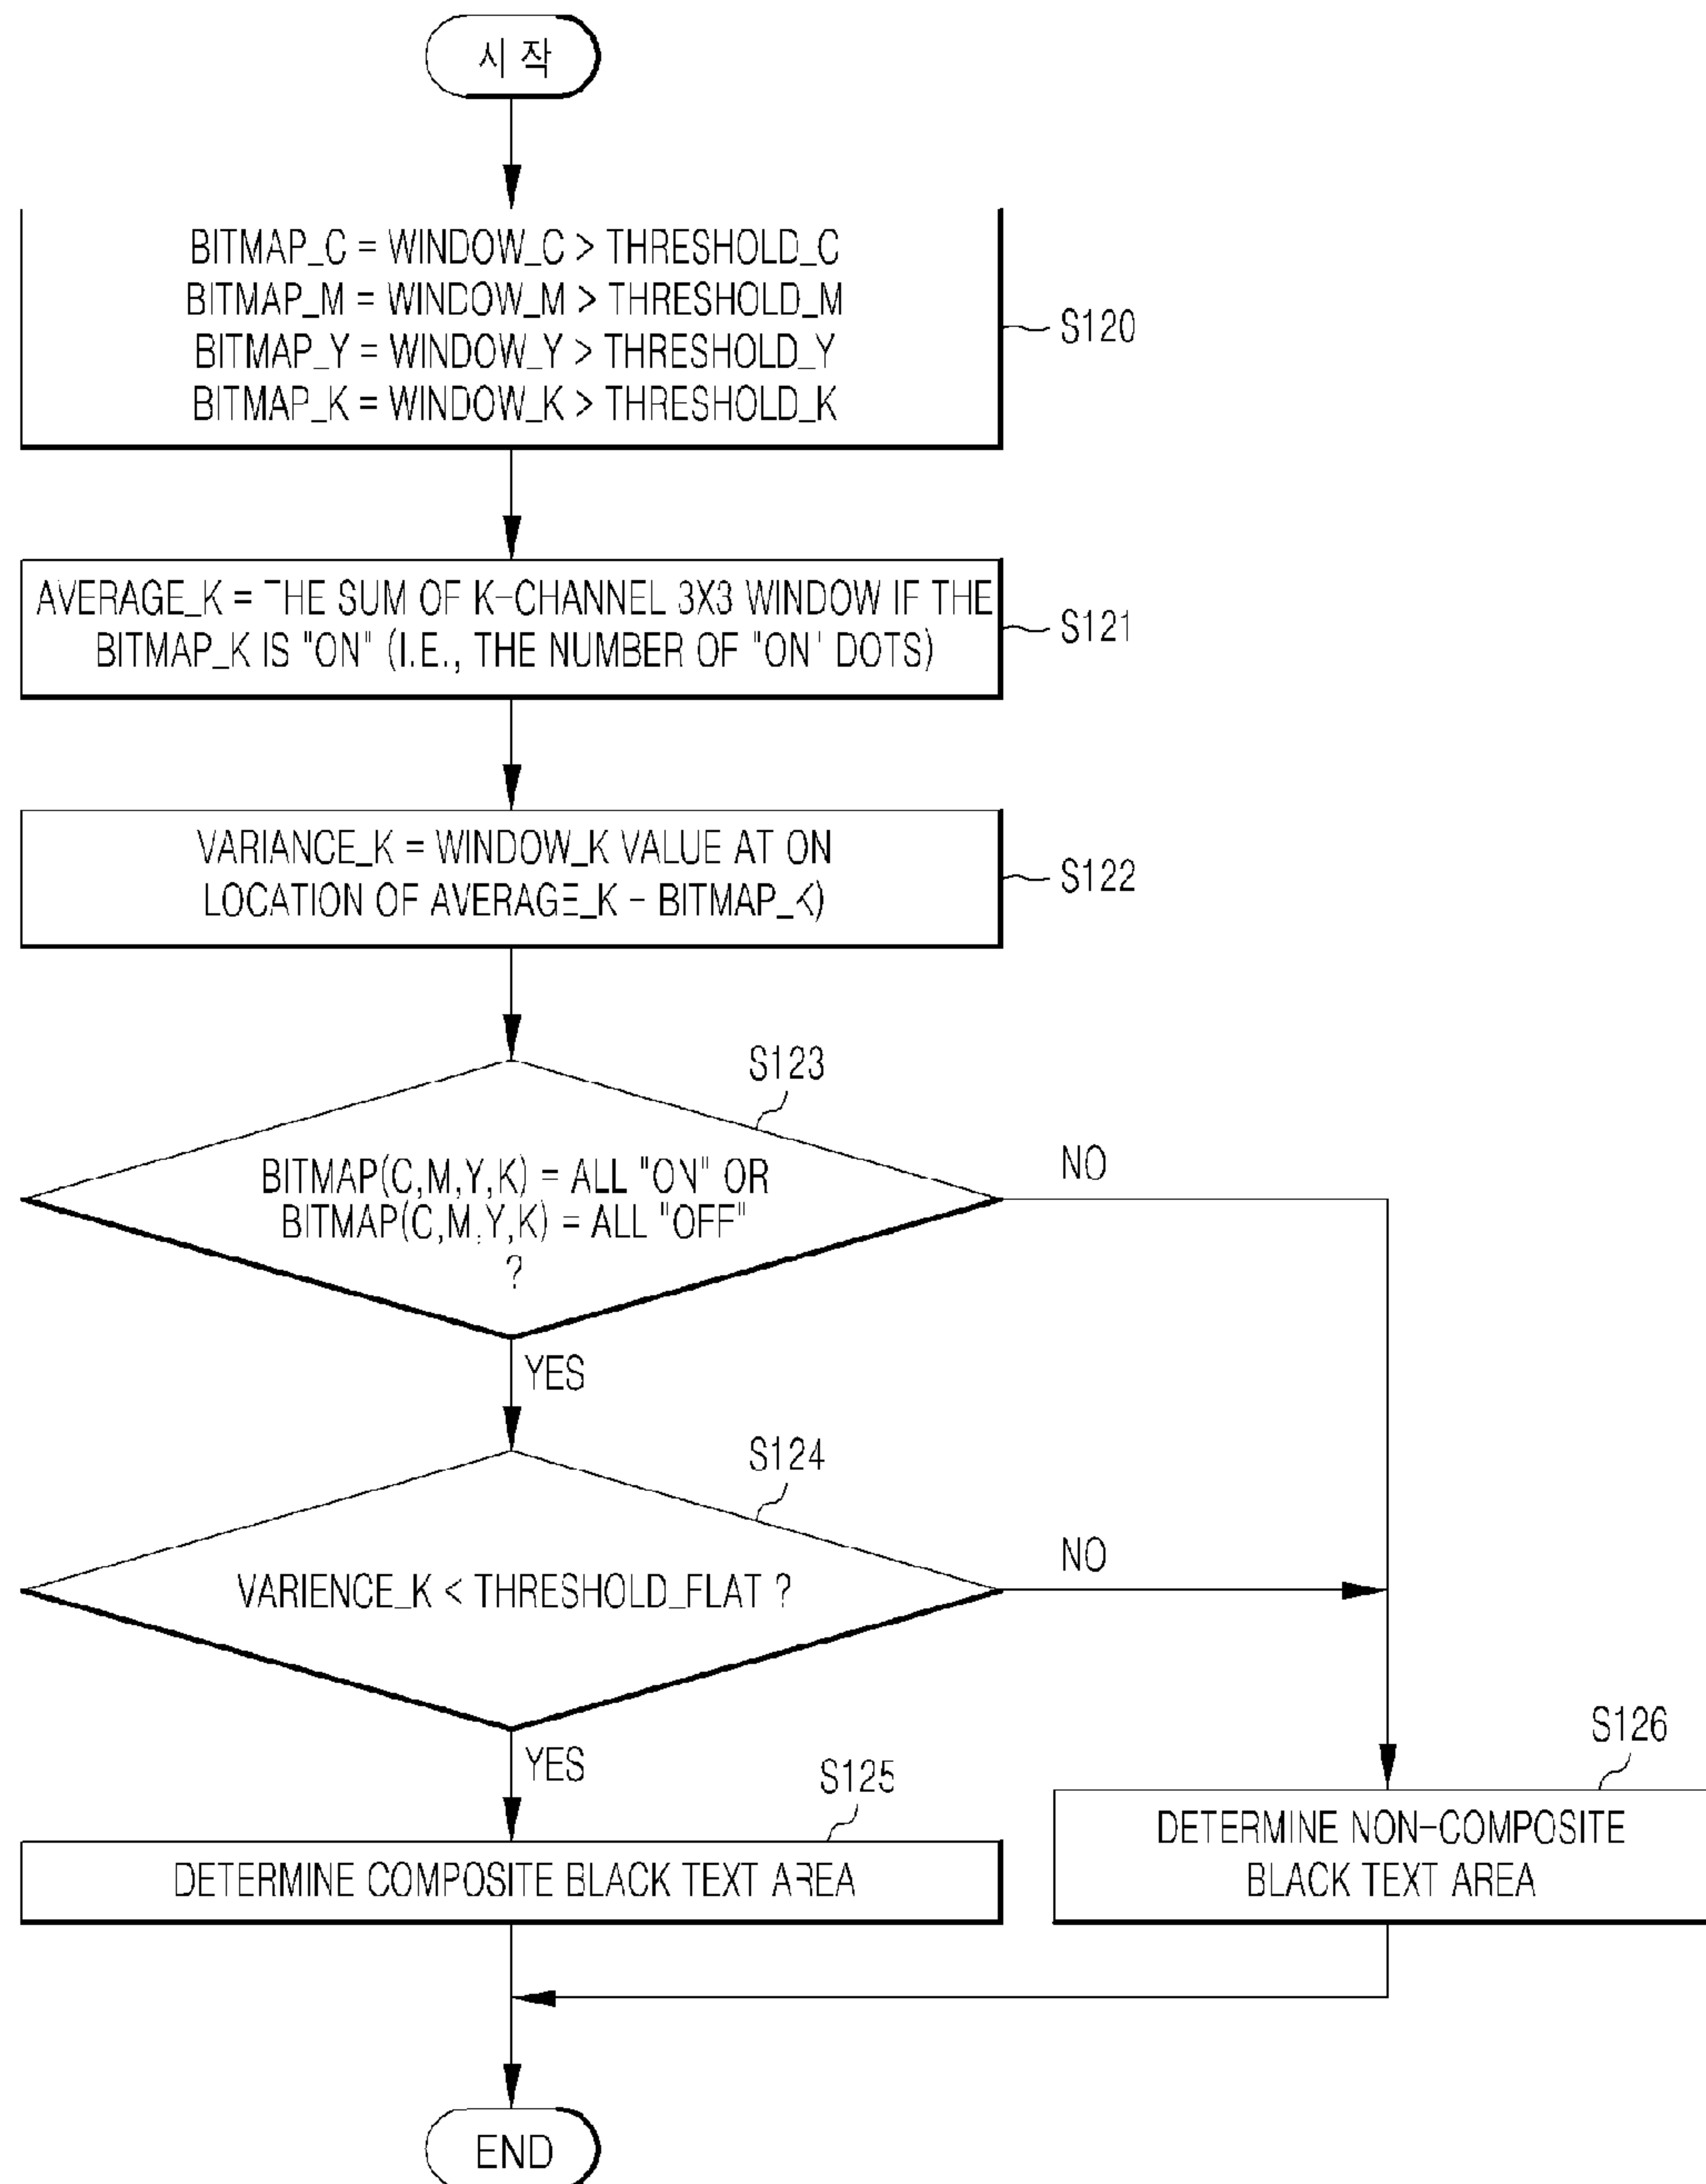 시 작
BITMAP_C = WINDOW_C > THRESHOLD_C
BITMAP_M = WINDOW_M > THRESHOLD_M
BITMAP_Y = WINDOW_Y > THRESHOLD_Y
BITMAP_K = WINDOW_K > THRESHOLD_K
S120
AVERAGE_K = THE SUM OF K-CHANNEL 3X3 WINDOW IF THE
BITMAP_K IS "ON" (I.E., THE NUMBER OF "ON' DOTS)
S121
VARIANCE_K = WINDOW_K VALUE AT ON
LOCATION OF AVERAGE_K - BITMAP_K)
S122
S123
BITMAP(C,M,Y,K) = ALL "ON" OR
BITMAP(C,M,Y,K) = ALL "OFF"
?
NO
YES
S124
VARIENCE_K < THRESHOLD_FLAT ?
NO
YES
S125
DETERMINE COMPOSITE BLACK TEXT AREA
S126
DETERMINE NON-COMPOSITE
BLACK TEXT AREA
END